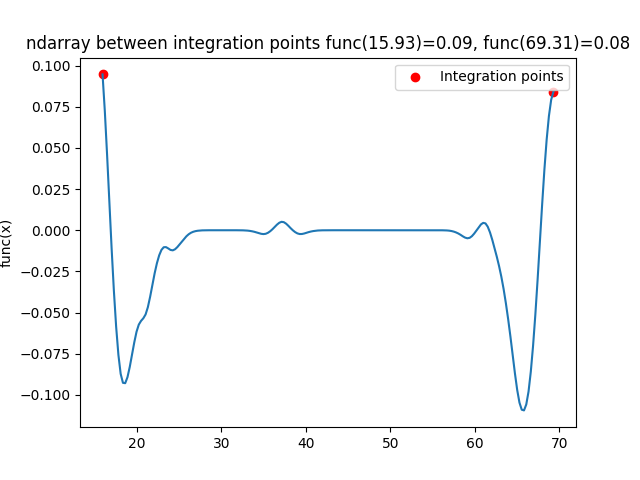 ndarray between integration points func(15.93)=0.09, func(69.31)=0.08
Integration points
func(x)
0.100
0.075
0.050
0.025
0.000
−0.025
−0.050
−0.075
−0.100
20 30 40 50 60 70